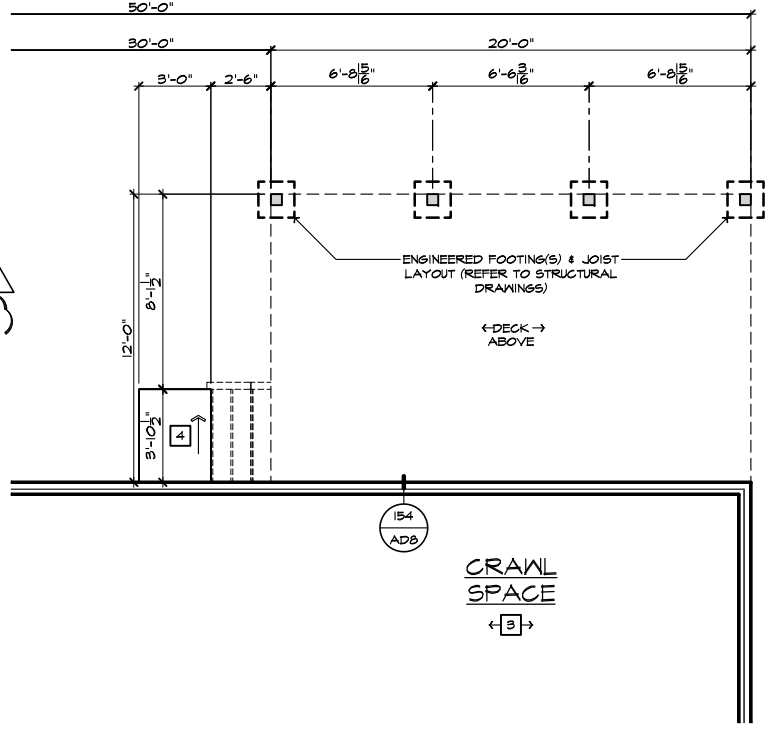 50'-0"
30'-0"
20'-0"
3'-0"
2'-6"
6'-8 15/16"
6'-6 3/16"
6'-8 15/16"
ENGINEERED FOOTING(S) & JOIST
LAYOUT (REFER TO STRUCTURAL
DRAWINGS)
8'-1 1/2"
12'-0"
←DECK→
ABOVE
3'-10 1/2"
4
154
AD8
CRAWL
SPACE
3